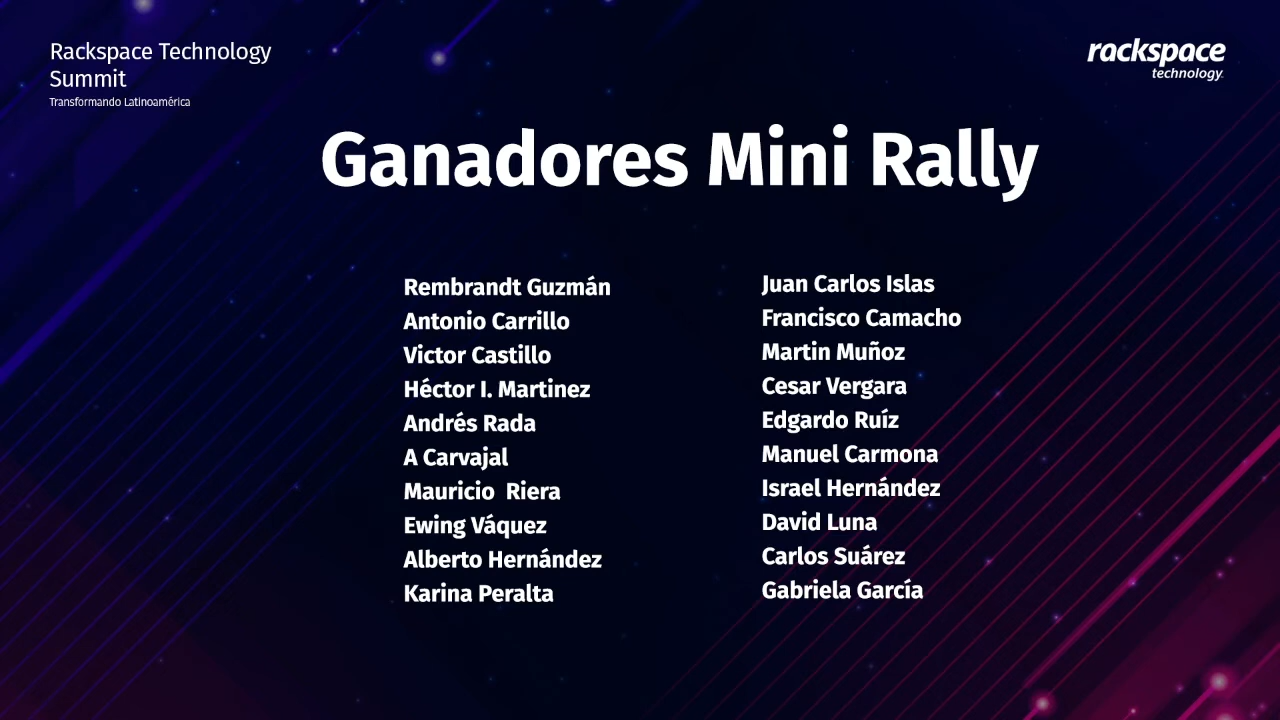 Rackspace Technology
Summit
Transformando Latinoamérica
rackspace
technology.
Ganadores Mini Rally
Rembrandt Guzmán
Antonio Carrillo
Victor Castillo
Héctor I. Martinez
Andrés Rada
A Carvajal
Mauricio  Riera
Ewing Váquez
Alberto Hernández
Karina Peralta
Juan Carlos Islas
Francisco Camacho
Martin Muñoz
Cesar Vergara
Edgardo Ruíz
Manuel Carmona
Israel Hernández
David Luna
Carlos Suárez
Gabriela García